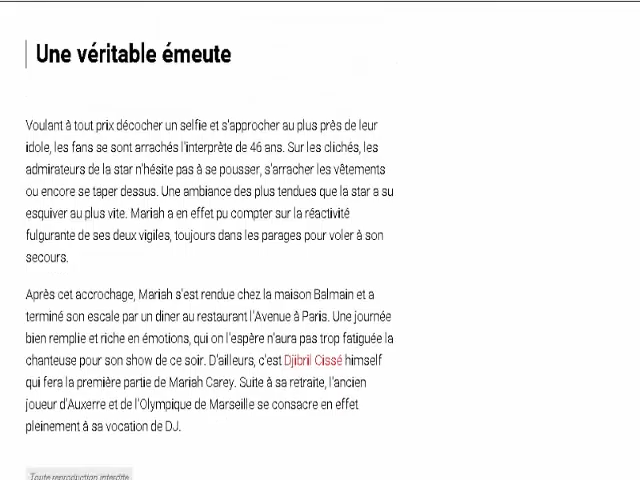 Une véritable émeute
Voulant à tout prix décocher un selfie et s'approcher au plus près de leur
idole, les fans se sont arrachés l'interprète de 46 ans. Sur les clichés, les
admirateurs de la star n'hésite pas à se pousser, s'arracher les vêtements
ou encore se taper dessus. Une ambiance des plus tendues que la star a su
esquiver au plus vite. Mariah a en effet pu compter sur la réactivité
fulgurante de ses deux vigiles, toujours dans les parages pour voler à son
secours.
Après cet accrochage, Mariah s'est rendue chez la maison Balmain et a
terminé son escale par un diner au restaurant l'Avenue à Paris. Une journée
bien remplie et riche en émotions, qui on l'espère n'aura pas trop fatiguée la
chanteuse pour son show de ce soir. D'ailleurs, c'est Djibril Cissé himself
qui fera la première partie de Mariah Carey. Suite à sa retraite, l'ancien
joueur d'Auxerre et de l'Olympique de Marseille se consacre en effet
pleinement à sa vocation de DJ.
Toute reproduction interdite